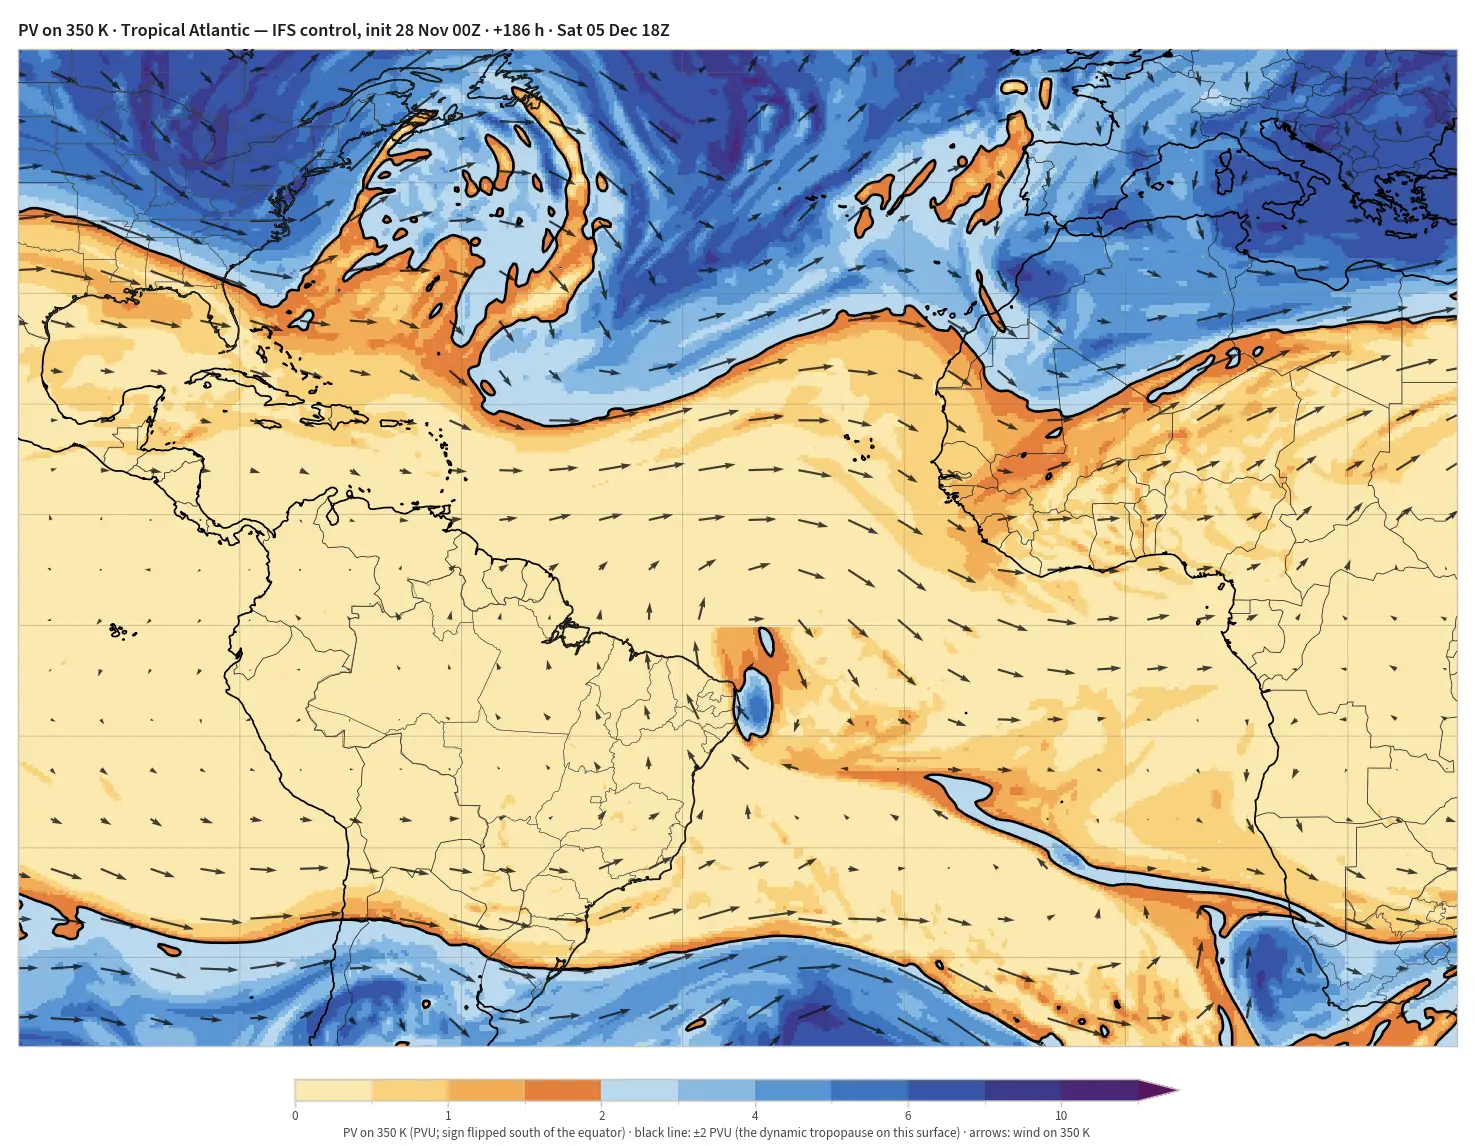 PV on 350 K · Tropical Atlantic — IFS control, init 28 Nov 00Z · +186 h · Sat 05 Dec 18Z
0 1 2 4 6 10
PV on 350 K (PVU; sign flipped south of the equator) · black line: ±2 PVU (the dynamic tropopause on this surface) · arrows: wind on 350 K